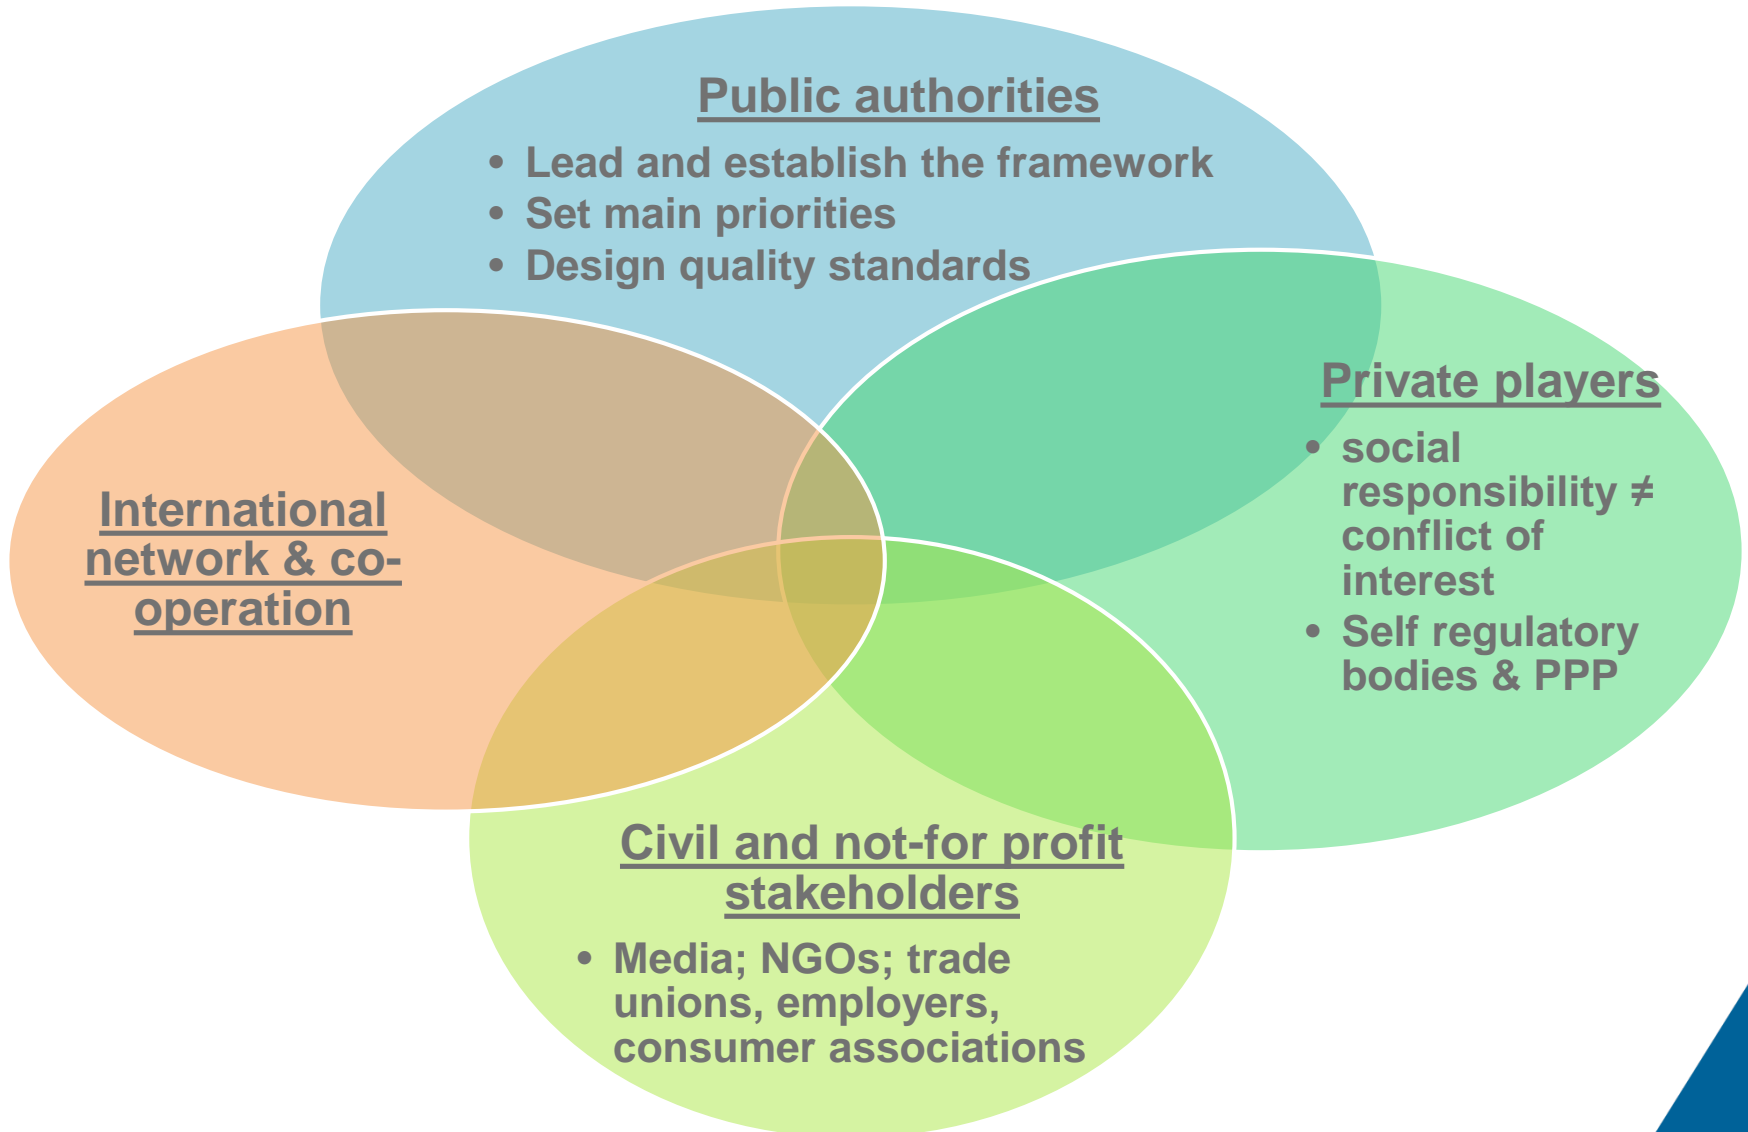 Public authorities
• Lead and establish the framework
• Set main priorities
• Design quality standards
Private players
• social
responsibility ≠
conflict of
interest
• Self regulatory
bodies & PPP
International
network & co-
operation
Civil and not-for profit
stakeholders
• Media; NGOs; trade
unions, employers,
consumer associations